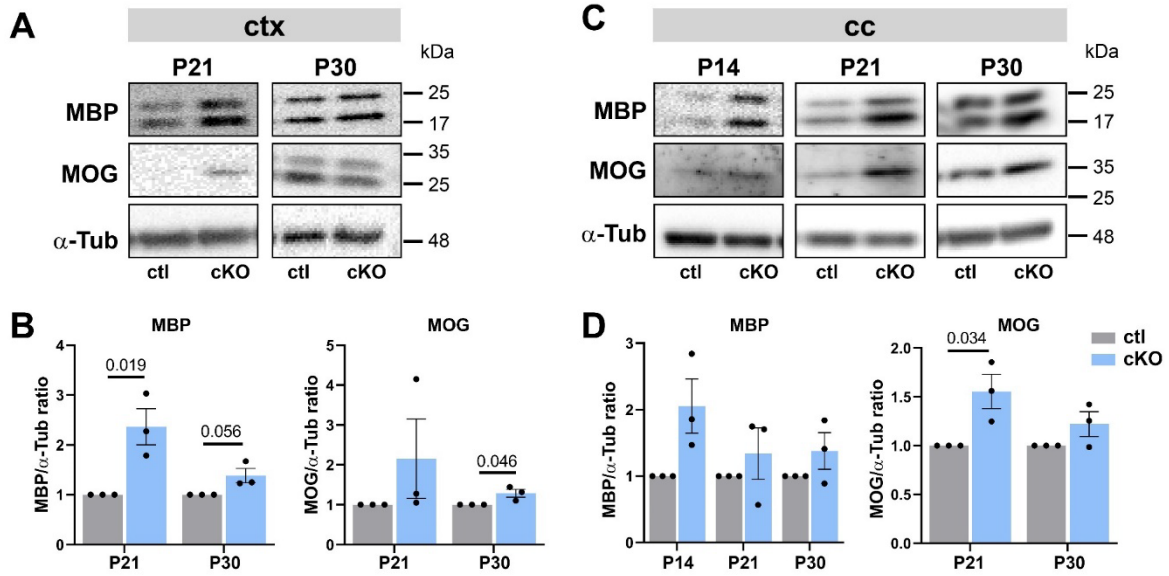 A
ctx
kDa
P21
P30
MBP
25
17
MOG
35
25
α-Tub
48
ctl
cKO
ctl
cKO
C
cc
kDa
P14
P21
P30
MBP
25
17
MOG
35
25
α-Tub
48
ctl
cKO
ctl
cKO
ctl
cKO
B
MBP
MBP/α-Tub ratio
4
3
2
1
0
0.019
0.056
P21
P30
MOG
MOG/α-Tub ratio
5
4
3
2
1
0
0.046
P21
P30
D
MBP
MBP/α-Tub ratio
3
2
1
0
P14
P21
P30
MOG
MOG/α-Tub ratio
2.0
1.5
1.0
0.5
0.0
0.034
P21
P30
ctl
cKO